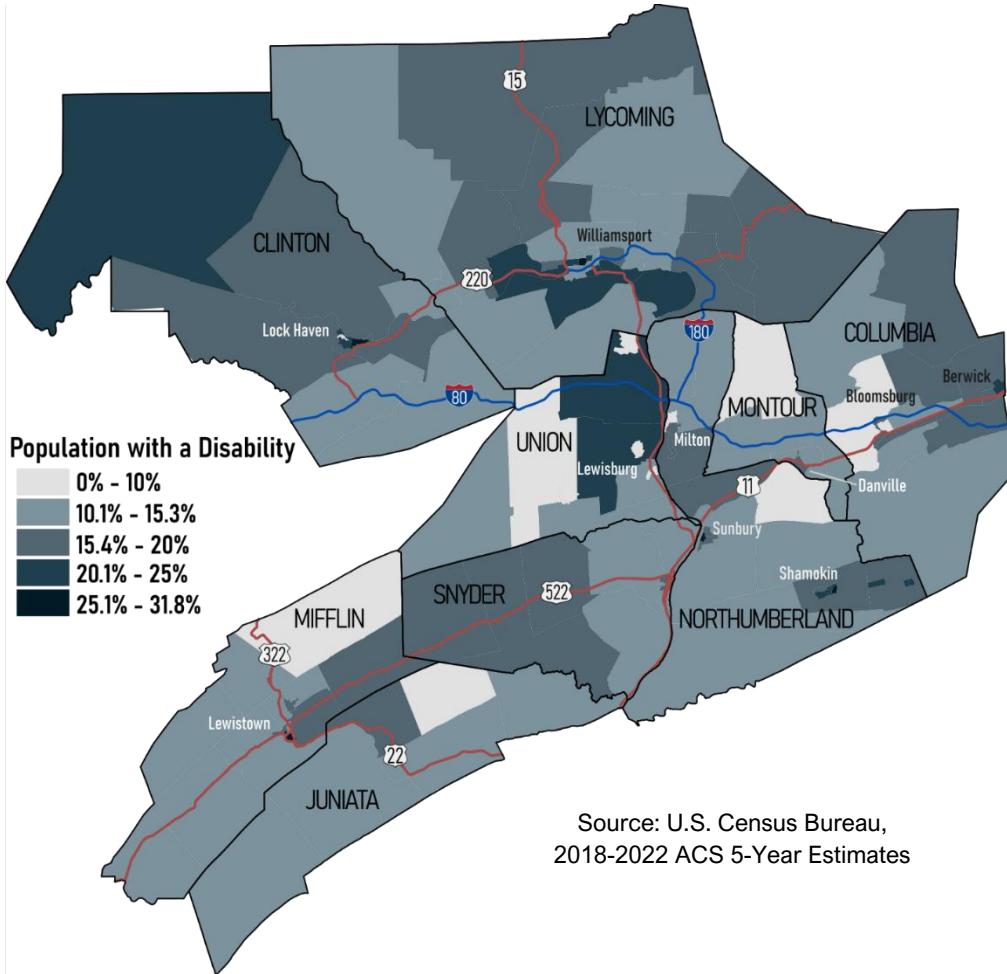 15
LYCOMING
Williamsport
CLINTON
220
Lock Haven
180
COLUMBIA
Berwick
80
Bloomsburg
MONTOUR
UNION
Milton
Lewisburg
Danville
11
Sunbury
Shamokin
SNYDER
522
MIFFLIN
NORTHUMBERLAND
322
Lewistown
22
JUNIATA
Population with a Disability
0% - 10%
10.1% - 15.3%
15.4% - 20%
20.1% - 25%
25.1% - 31.8%
Source: U.S. Census Bureau,
2018-2022 ACS 5-Year Estimates